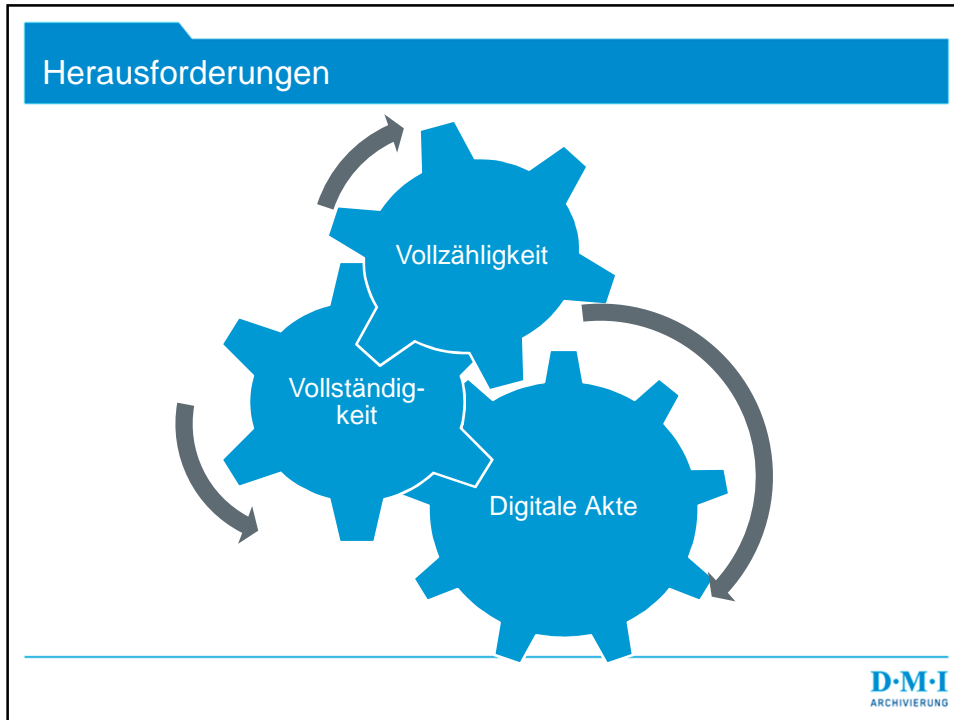 Herausforderungen
Vollzähligkeit
Vollständig-
keit
Digitale Akte
D·M·I
ARCHIVIERUNG